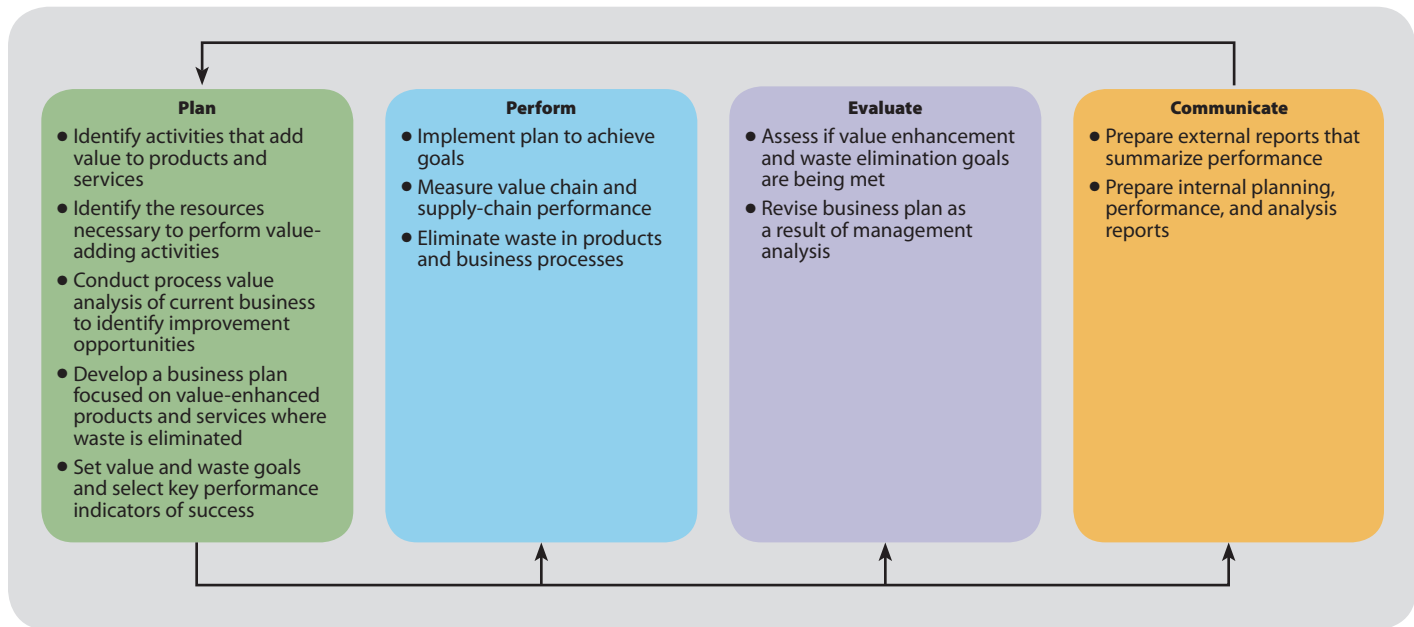 Plan
● Identify activities that add
value to products and
services
● Identify the resources
necessary to perform value-
adding activities
● Conduct process value
analysis of current business
to identify improvement
opportunities
● Develop a business plan
focused on value-enhanced
products and services where
waste is eliminated
● Set value and waste goals
and select key performance
indicators of success
Perform
● Implement plan to achieve
goals
● Measure value chain and
supply-chain performance
● Eliminate waste in products
and business processes
Evaluate
● Assess if value enhancement
and waste elimination goals
are being met
● Revise business plan as
a result of management
analysis
Communicate
● Prepare external reports that
summarize performance
● Prepare internal planning,
performance, and analysis
reports